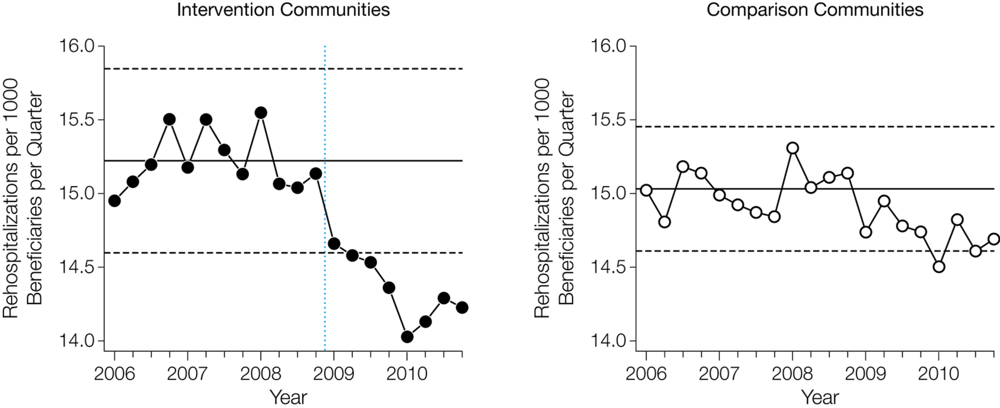 Intervention Communities
Rehospitalizations per 1000
Beneficiaries per Quarter
16.0
15.5
15.0
14.5
14.0
2006 2007 2008 2009 2010
Year
Comparison Communities
Rehospitalizations per 1000
Beneficiaries per Quarter
16.0
15.5
15.0
14.5
14.0
2006 2007 2008 2009 2010
Year